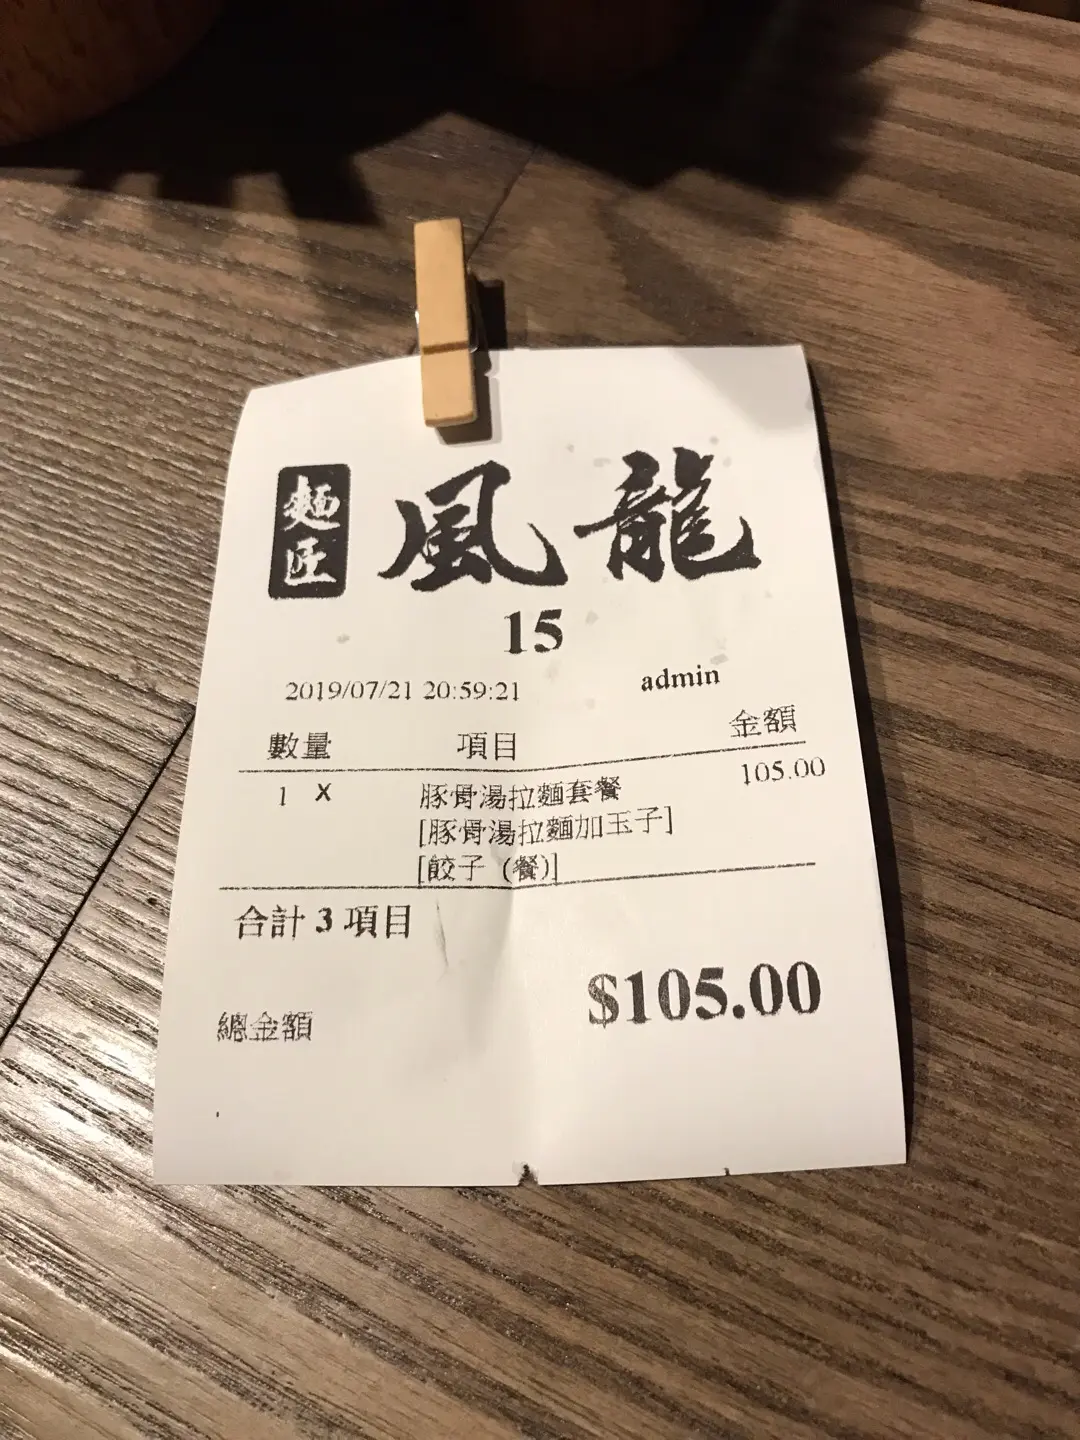 麵匠 風龍
15
2019/07/21 20:59:21 admin
數量 項目 金額
1 X 豚骨湯拉麵套餐 105.00
[豚骨湯拉麵加玉子]
[餃子 (餐)]
合計 3 項目
總金額 $105.00